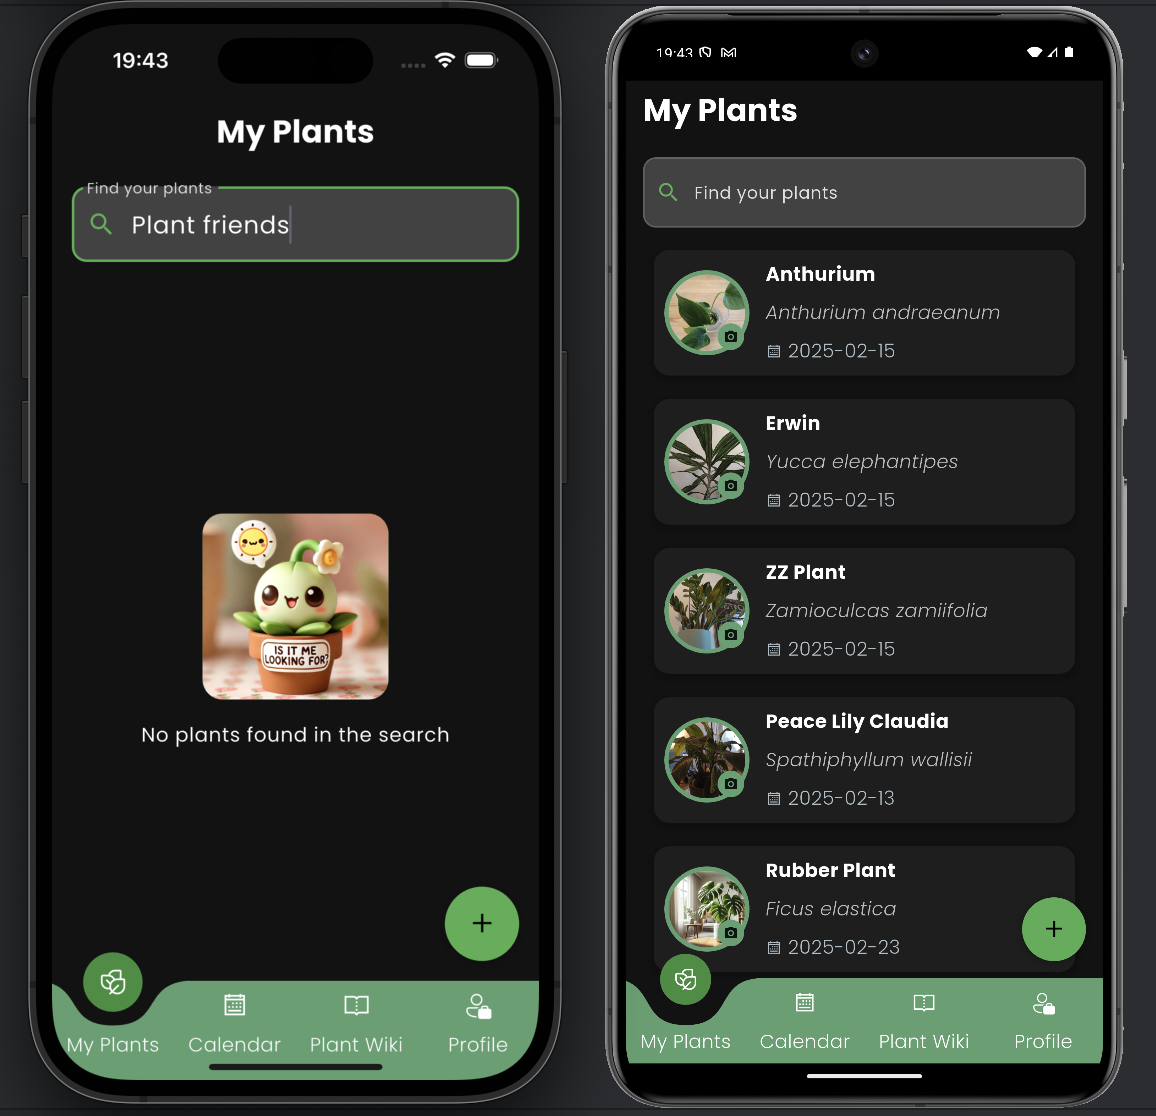 19:43
My Plants
Find your plants
Plant friends
IS IT ME
LOOKING FOR?
No plants found in the search
My Plants
Calendar
Plant Wiki
Profile
19:43
My Plants
Find your plants
Anthurium
Anthurium andraeanum
2025-02-15
Erwin
Yucca elephantipes
2025-02-15
ZZ Plant
Zamioculcas zamiifolia
2025-02-15
Peace Lily Claudia
Spathiphyllum wallisii
2025-02-13
Rubber Plant
Ficus elastica
2025-02-23
My Plants
Calendar
Plant Wiki
Profile